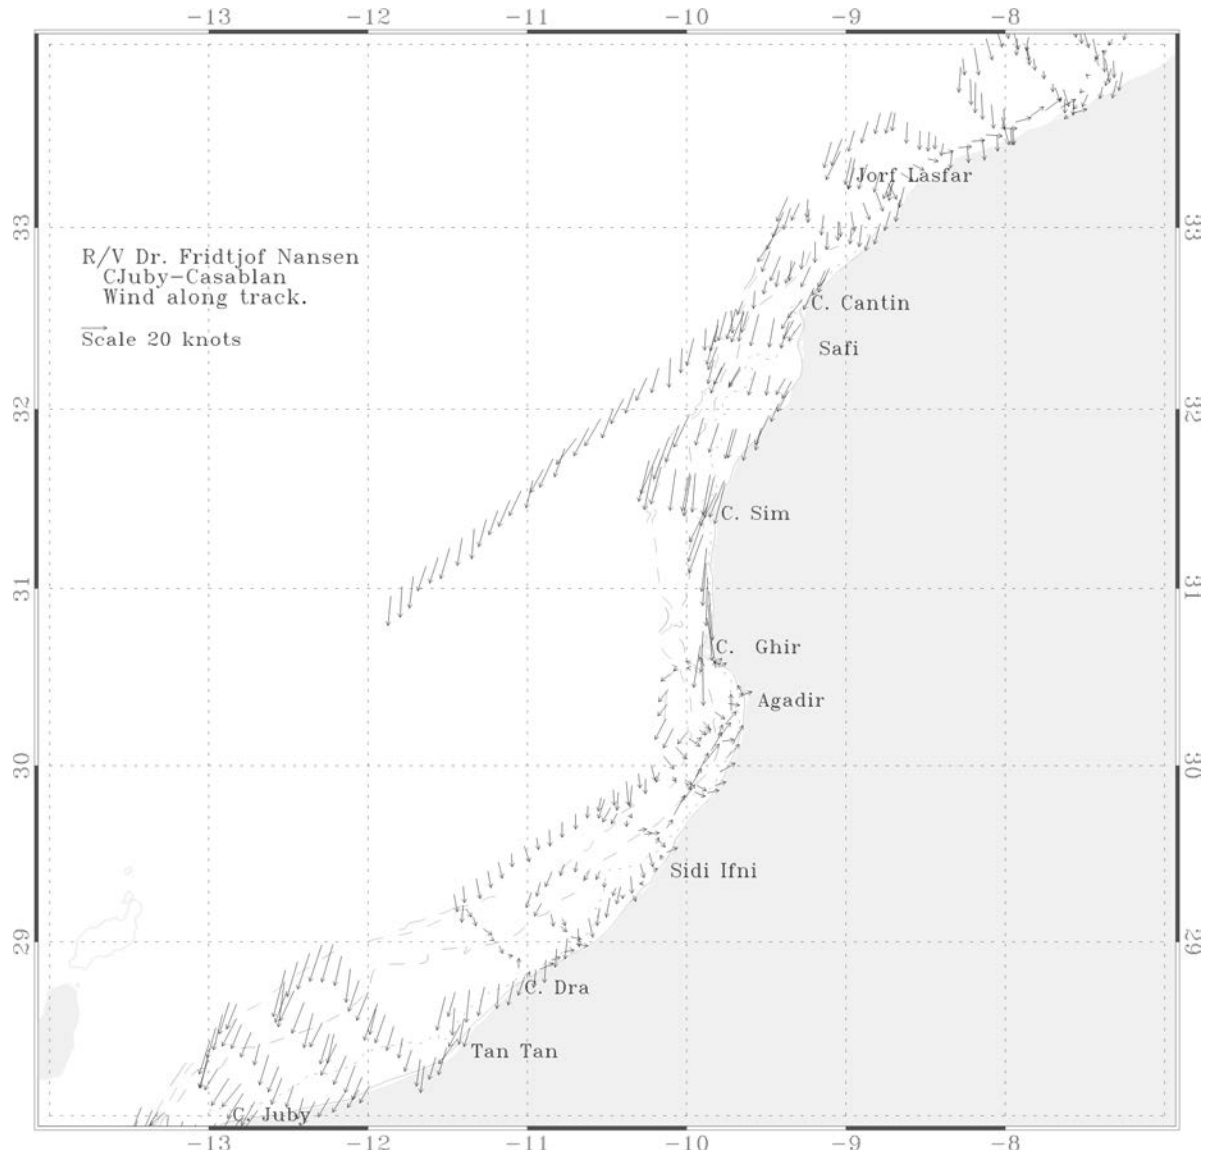 -13 -12 -11 -10 -9 -8
Jorf Lasfar
33 33
R/V Dr. Fridtjof Nansen
CJuby-Casablan
Wind along track.
C. Cantin
Scale 20 knots
Safi
32 32
C. Sim
31 31
C. Ghir
Agadir
30 30
Sidi Ifni
29 29
C. Dra
Tan Tan
C. Juby
-13 -12 -11 -10 -9 -8